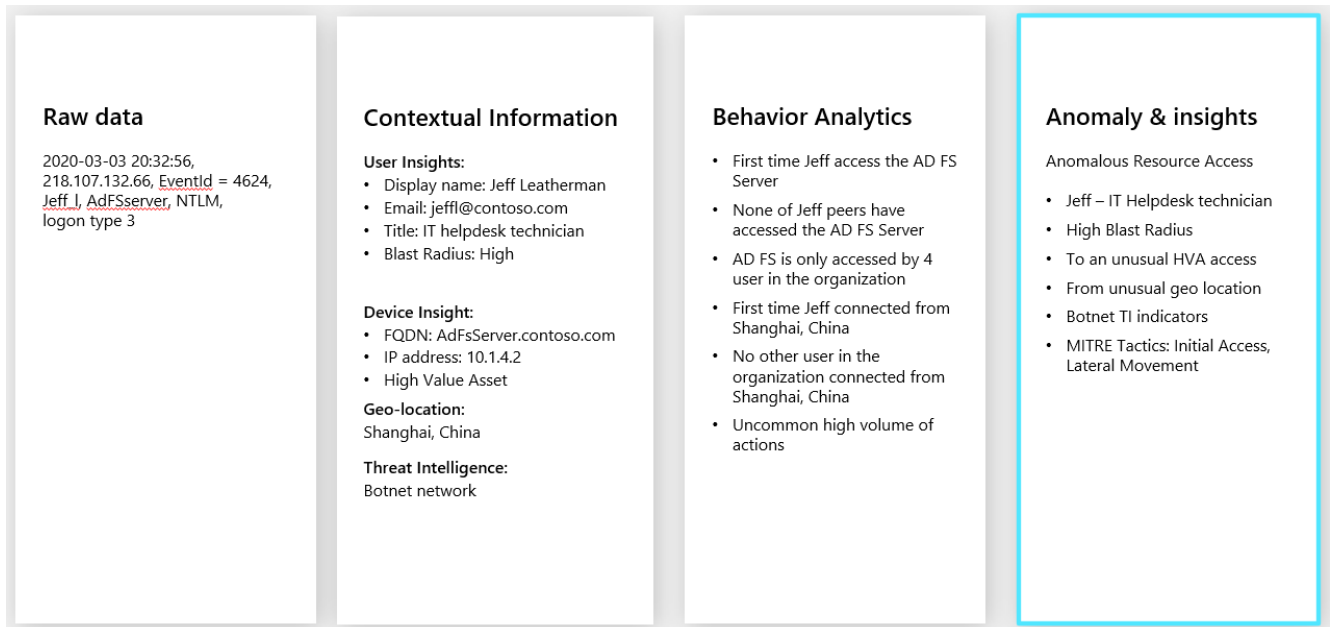 Raw data
2020-03-03 20:32:56,
218.107.132.66, EventId = 4624,
Jeff_l, AdFSserver, NTLM,
logon type 3
Contextual Information
User Insights:
• Display name: Jeff Leatherman
• Email: jeffl@contoso.com
• Title: IT helpdesk technician
• Blast Radius: High
Device Insight:
• FQDN: AdFsServer.contoso.com
• IP address: 10.1.4.2
• High Value Asset
Geo-location:
Shanghai, China
Threat Intelligence:
Botnet network
Behavior Analytics
• First time Jeff access the AD FS
Server
• None of Jeff peers have
accessed the AD FS Server
• AD FS is only accessed by 4
user in the organization
• First time Jeff connected from
Shanghai, China
• No other user in the
organization connected from
Shanghai, China
• Uncommon high volume of
actions
Anomaly & insights
Anomalous Resource Access
• Jeff – IT Helpdesk technician
• High Blast Radius
• To an unusual HVA access
• From unusual geo location
• Botnet TI indicators
• MITRE Tactics: Initial Access,
Lateral Movement